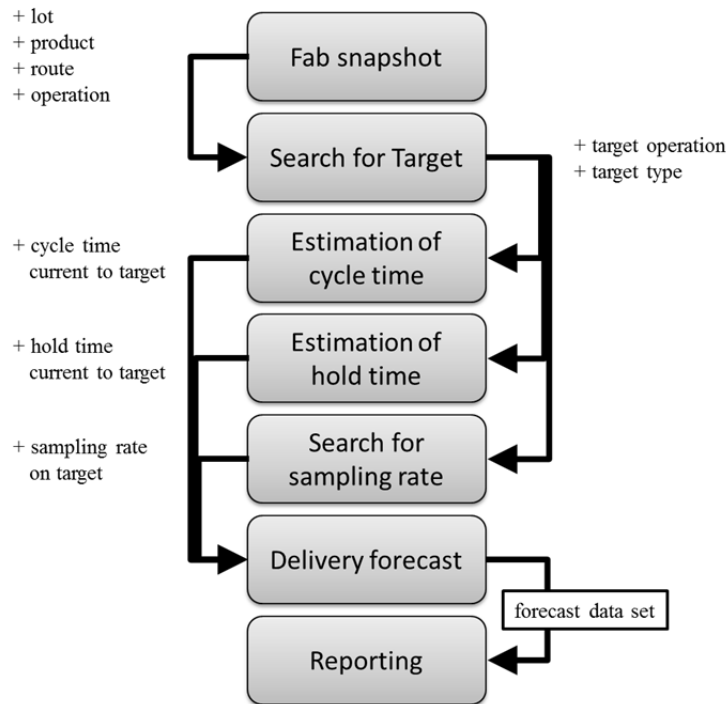 + lot
+ product
+ route
+ operation
Fab snapshot
Search for Target
+ target operation
+ target type
+ cycle time
current to target
Estimation of
cycle time
+ hold time
current to target
Estimation of
hold time
+ sampling rate
on target
Search for
sampling rate
Delivery forecast
forecast data set
Reporting